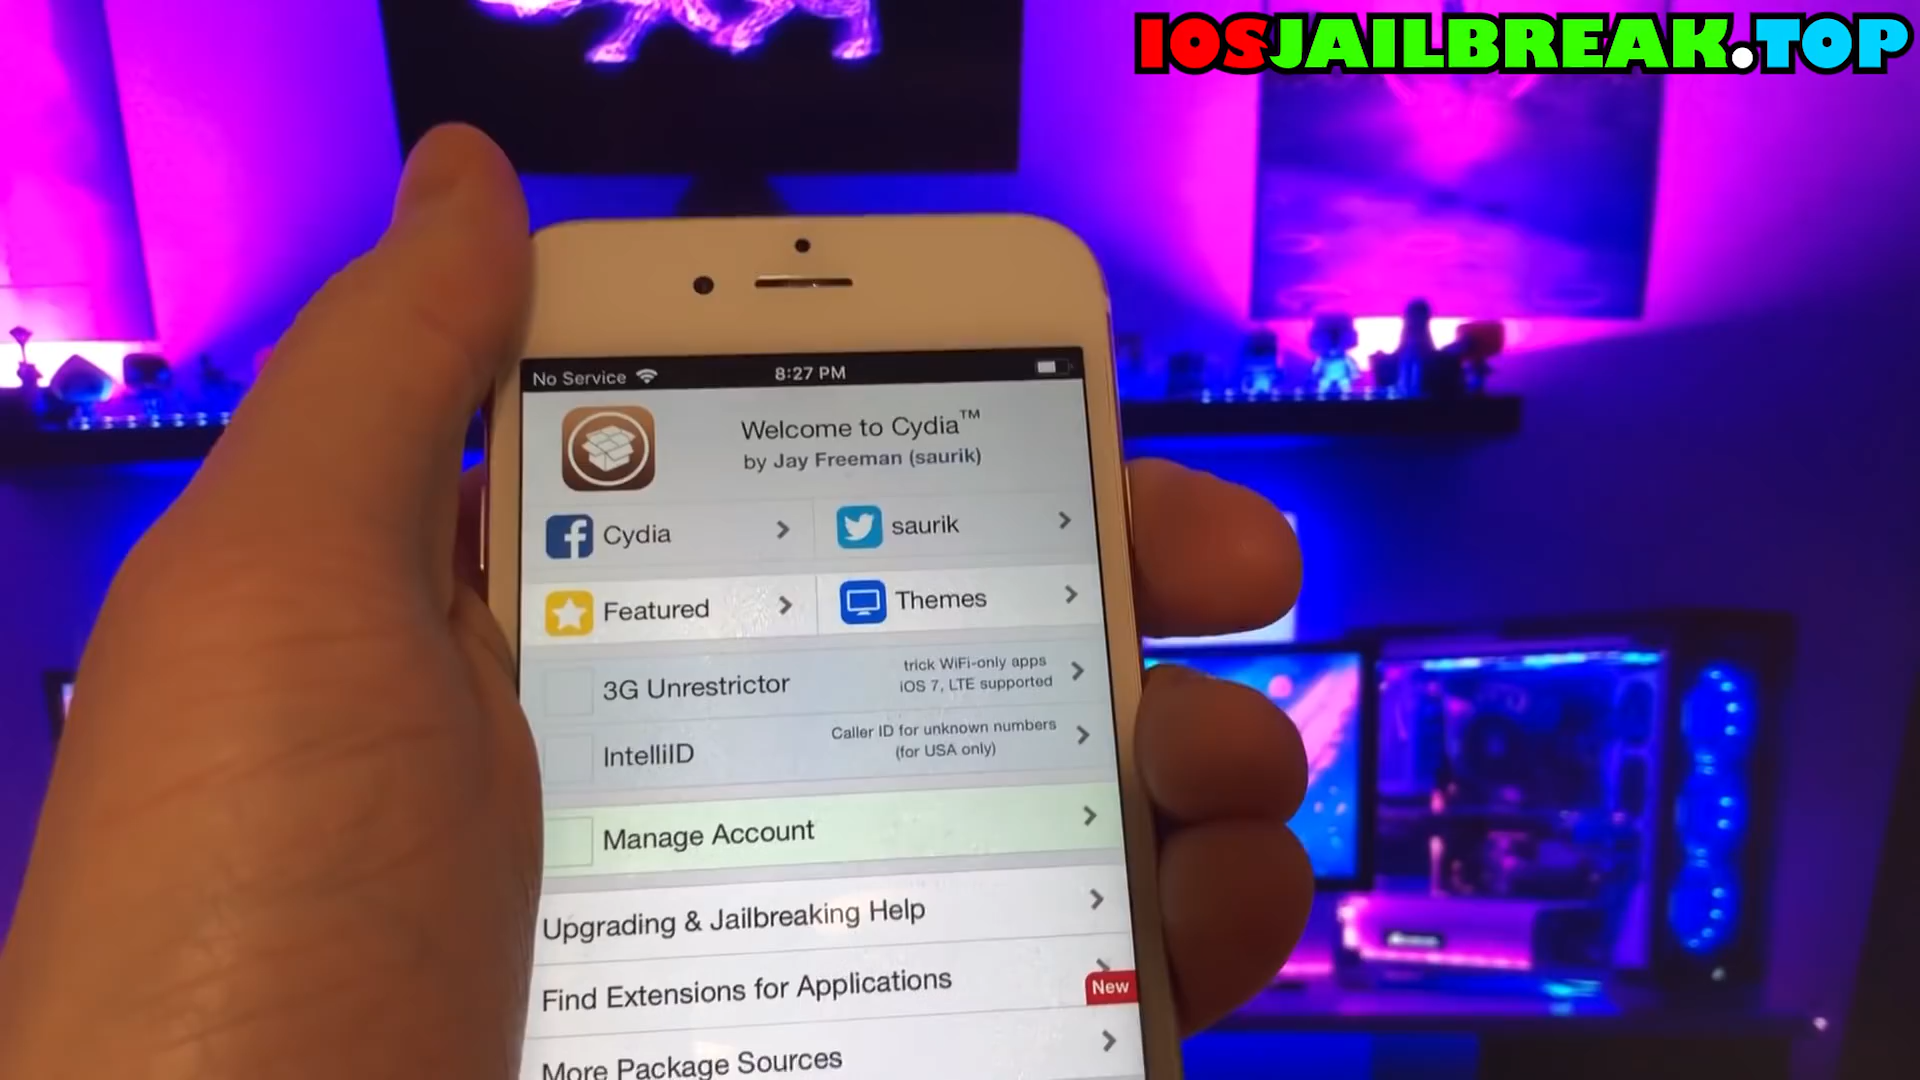 IOSJAILBREAK.TOP
No Service
8:27 PM
Welcome to Cydia™
by Jay Freeman (saurik)
Cydia
saurik
Featured
Themes
3G Unrestrictor
trick WiFi-only apps
iOS 7, LTE supported
IntelliID
Caller ID for unknown numbers
(for USA only)
Manage Account
Upgrading & Jailbreaking Help
Find Extensions for Applications
New
More Package Sources